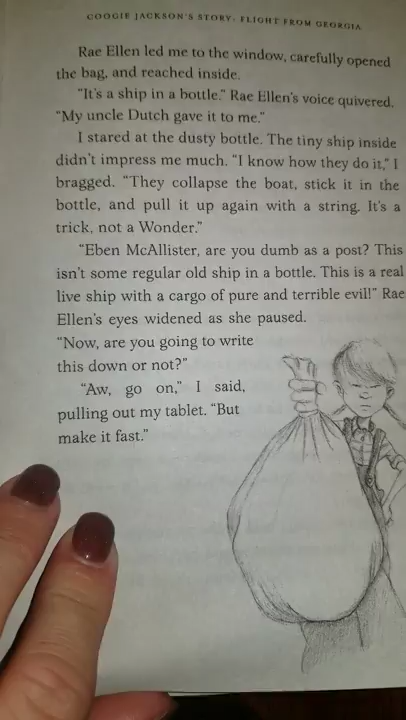 COOGIE JACKSON'S STORY: FLIGHT FROM GEORGIA
Rae Ellen led me to the window, carefully opened
the bag, and reached inside.
"It's a ship in a bottle." Rae Ellen's voice quivered.
"My uncle Dutch gave it to me."
I stared at the dusty bottle. The tiny ship inside
didn't impress me much. "I know how they do it," I
bragged. "They collapse the boat, stick it in the
bottle, and pull it up again with a string. It's a
trick, not a Wonder."
"Eben McAllister, are you dumb as a post? This
isn't some regular old ship in a bottle. This is a real
live ship with a cargo of pure and terrible evil!" Rae
Ellen's eyes widened as she paused.
"Now, are you going to write
this down or not?"
"Aw, go on," I said,
pulling out my tablet. "But
make it fast."